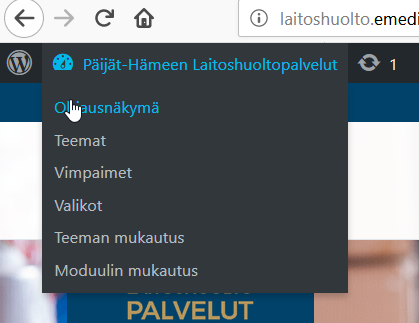 laitoshuolto.emedi
Päijät-Hämeen Laitoshuoltopalvelut
1
Ohjausnäkymä
Teemat
Vimpaimet
Valikot
Teeman mukautus
Moduulin mukautus
PALVELUT